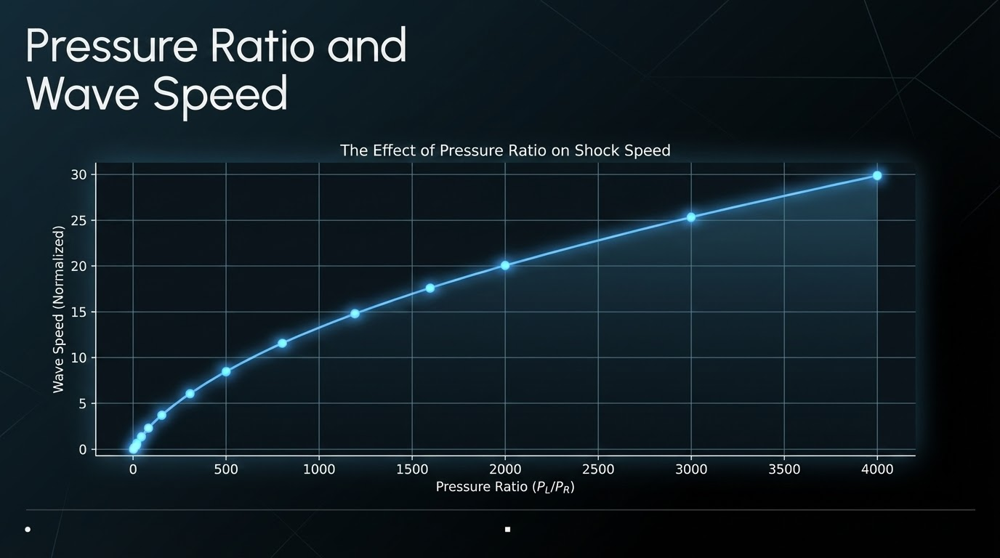 Pressure Ratio and
Wave Speed
The Effect of Pressure Ratio on Shock Speed
Wave Speed (Normalized)
30
25
20
15
10
5
0
0 500 1000 1500 2000 2500 3000 3500 4000
Pressure Ratio (P_L/P_R)